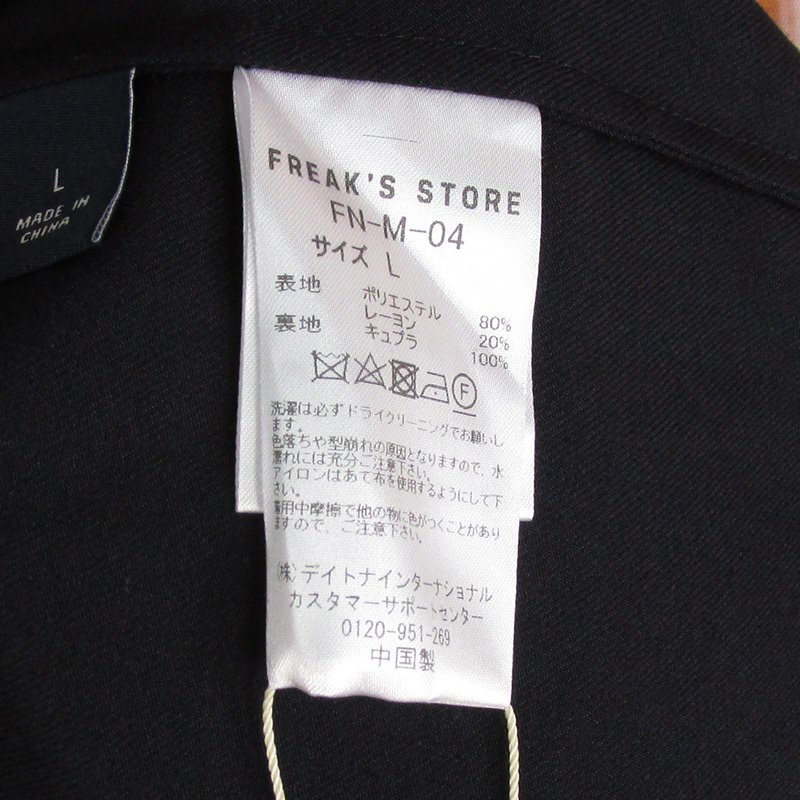 L
MADE IN
CHINA
FREAK'S STORE
FN-M-04
サイズ L
表地 ポリエステル 80%
レーヨン 20%
裏地 キュプラ 100%
F
洗濯は必ずドライクリーニングでお願いし
ます。
色落ちや型崩れの原因となりますので、水
濡れには充分ご注意下さい。
アイロンはあて布を使用するようにして下
着用中摩擦で他の物に色がつくことがあり
ますので、ご注意下さい。
(株)デイトナインターナショナル
カスタマーサポートセンター
0120-951-269
中国製